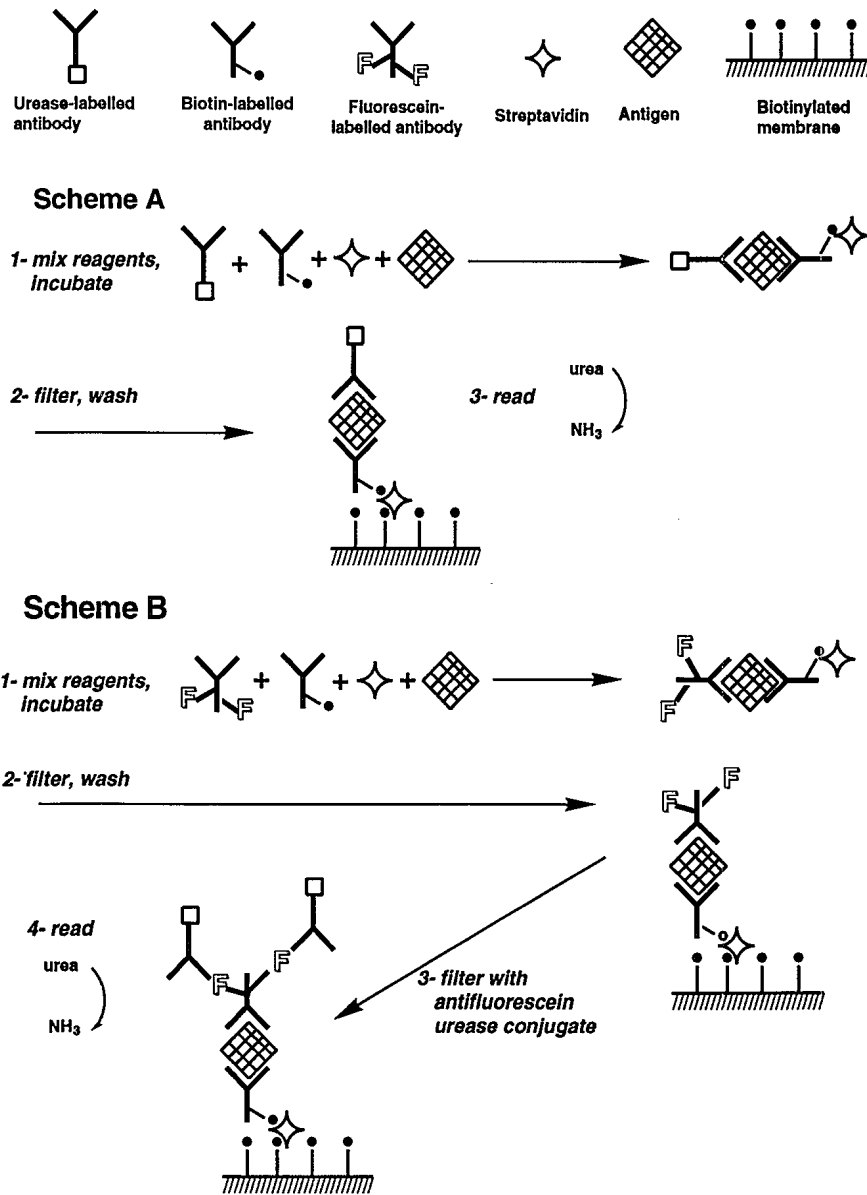 Urease-labelled
antibody
Biotin-labelled
antibody
Fluorescein-
labelled antibody
Streptavidin
Antigen
Biotinylated
membrane
F
F
Scheme A
1- mix reagents,
incubate
+
+
+
2- filter, wash
3- read
urea
NH3
Scheme B
1- mix reagents,
incubate
F
F
+
+
+
F
F
2- filter, wash
F
F
4- read
urea
NH3
F
F
3- filter with
antifluorescein
urease conjugate